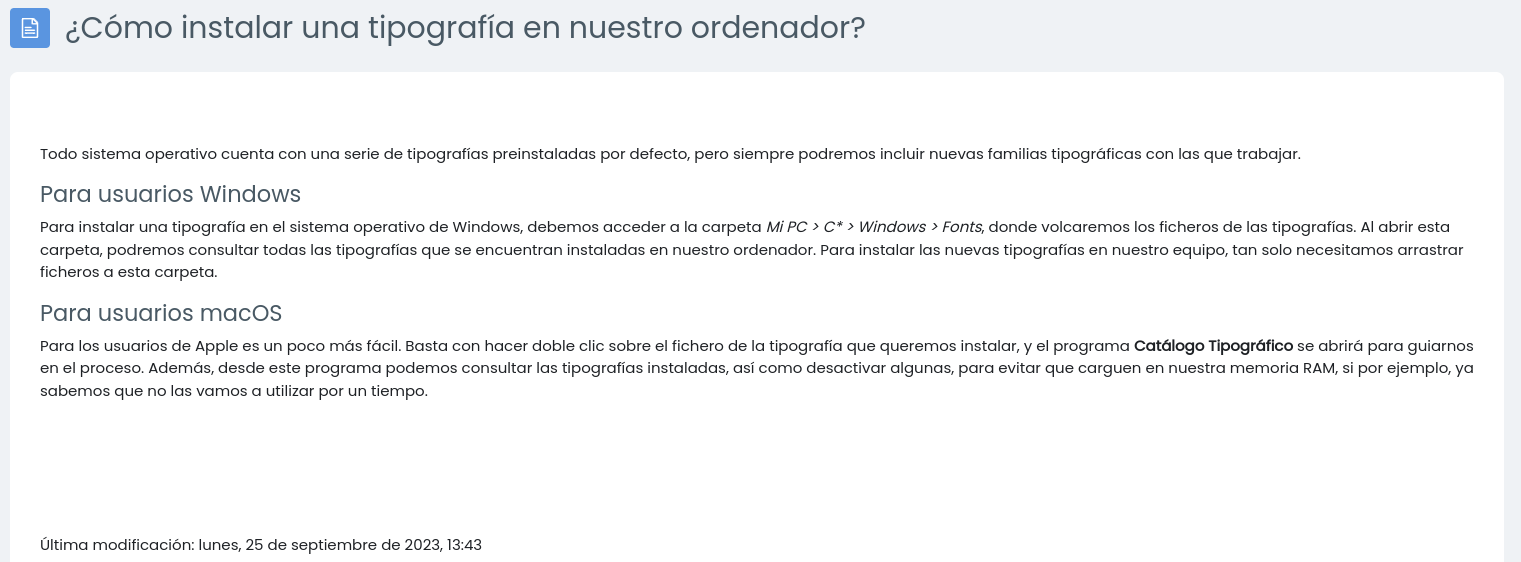 ¿Cómo instalar una tipografía en nuestro ordenador?
Todo sistema operativo cuenta con una serie de tipografías preinstaladas por defecto, pero siempre podremos incluir nuevas familias tipográficas con las que trabajar.
Para usuarios Windows
Para instalar una tipografía en el sistema operativo de Windows, debemos acceder a la carpeta Mi PC > C* > Windows > Fonts, donde volcaremos los ficheros de las tipografías. Al abrir esta
carpeta, podremos consultar todas las tipografías que se encuentran instaladas en nuestro ordenador. Para instalar las nuevas tipografías en nuestro equipo, tan solo necesitamos arrastrar
ficheros a esta carpeta.
Para usuarios macOS
Para los usuarios de Apple es un poco más fácil. Basta con hacer doble clic sobre el fichero de la tipografía que queremos instalar, y el programa Catálogo Tipográfico se abrirá para guiarnos
en el proceso. Además, desde este programa podemos consultar las tipografías instaladas, así como desactivar algunas, para evitar que carguen en nuestra memoria RAM, si por ejemplo, ya
sabemos que no las vamos a utilizar por un tiempo.
Última modificación: lunes, 25 de septiembre de 2023, 13:43